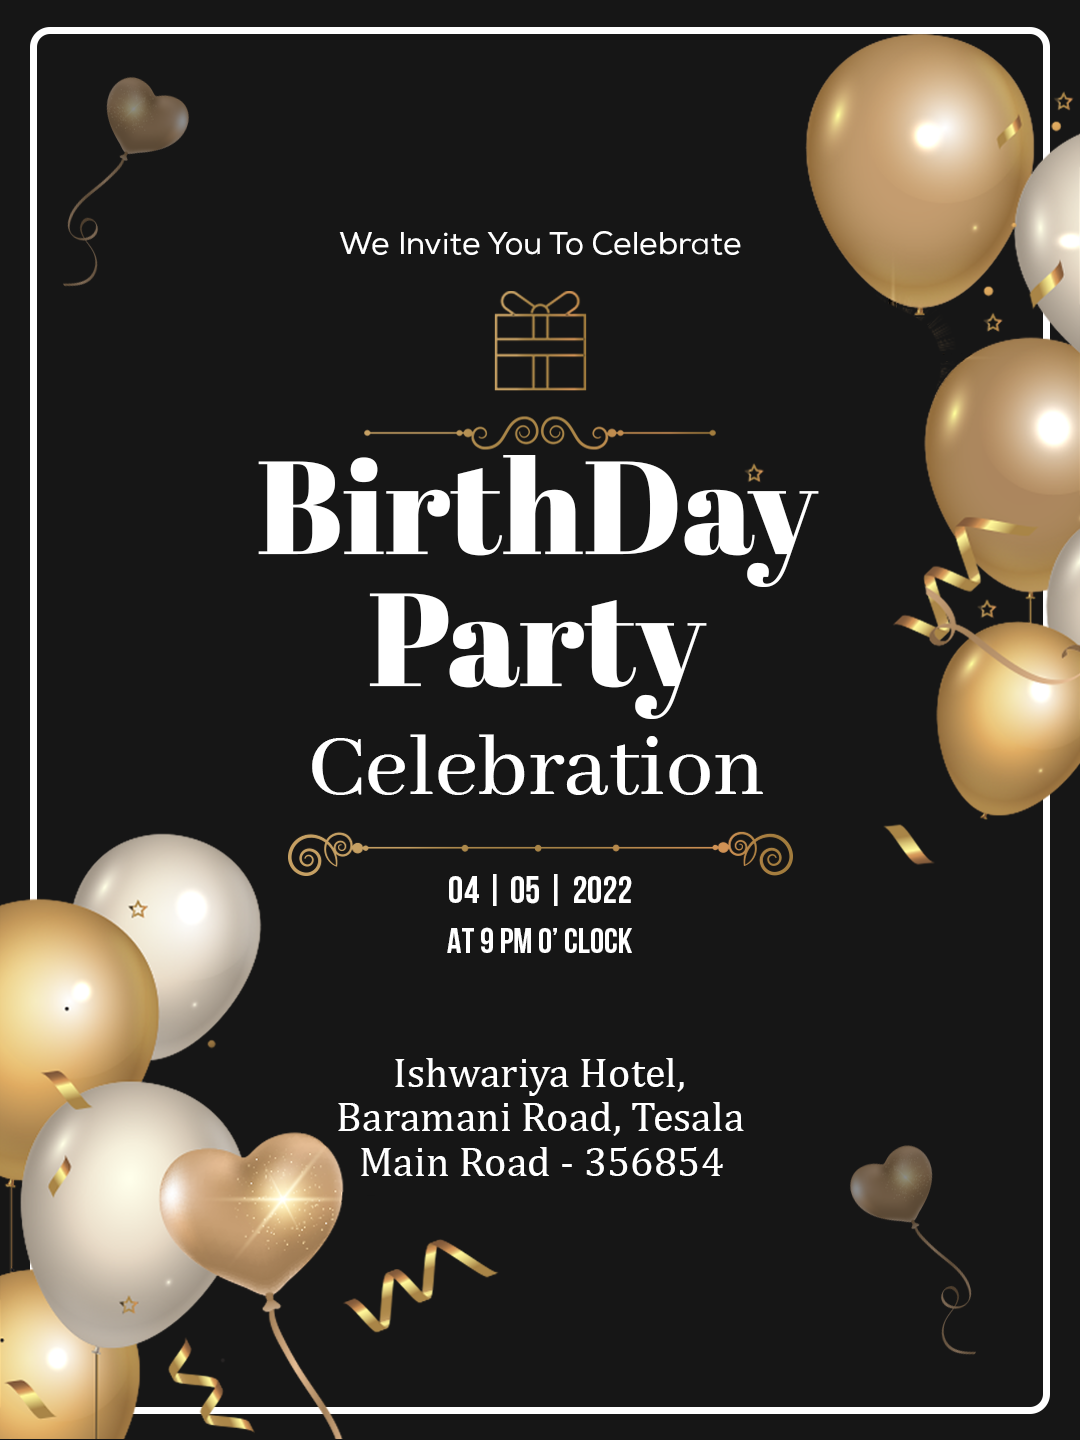 We Invite You To Celebrate
BirthDay
Party
Celebration
04 | 05 | 2022
AT 9 PM O' CLOCK
Ishwariya Hotel,
Baramani Road, Tesala
Main Road - 356854